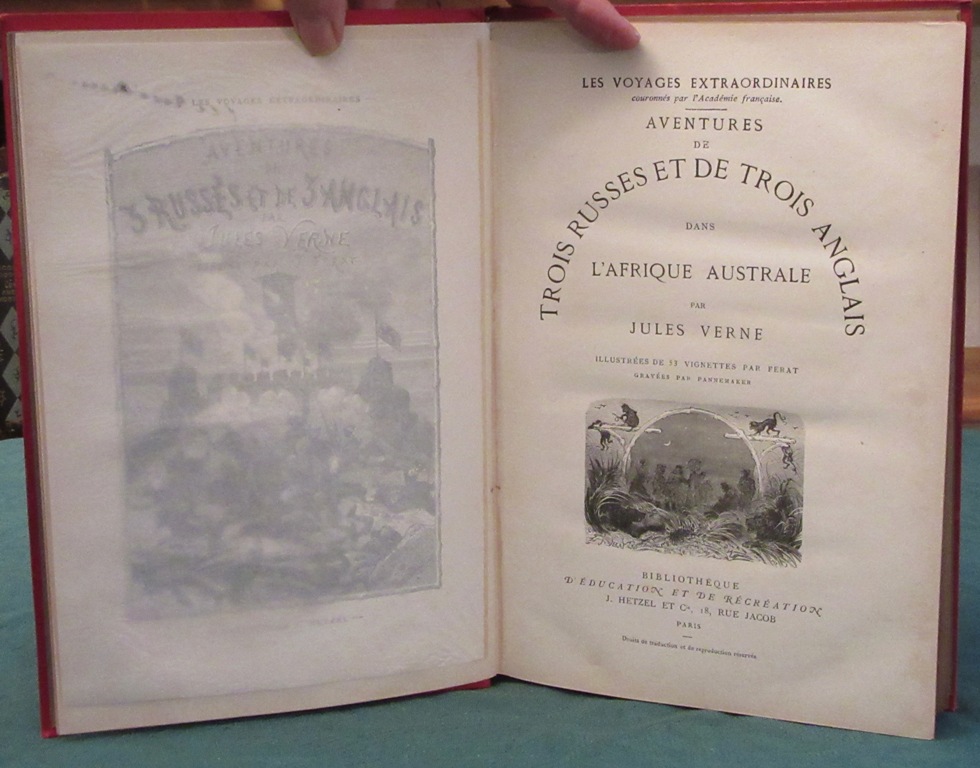 LES VOYAGES EXTRAORDINAIRES
AVENTURES
3 RUSSES ET DE 3 ANGLAIS
PAR
JULES VERNE
LES VOYAGES EXTRAORDINAIRES
couronnés par l'Académie française.
AVENTURES
DE
TROIS RUSSES ET DE TROIS ANGLAIS
DANS
L'AFRIQUE AUSTRALE
PAR
JULES VERNE
ILLUSTRÉES DE 53 VIGNETTES PAR FERAT
GRAVÉES PAR PANNEMAKER
BIBLIOTHÈQUE
D'ÉDUCATION ET DE RÉCRÉATION
J. HETZEL ET Cie, 18, RUE JACOB
PARIS
Droits de traduction et de reproduction réservés